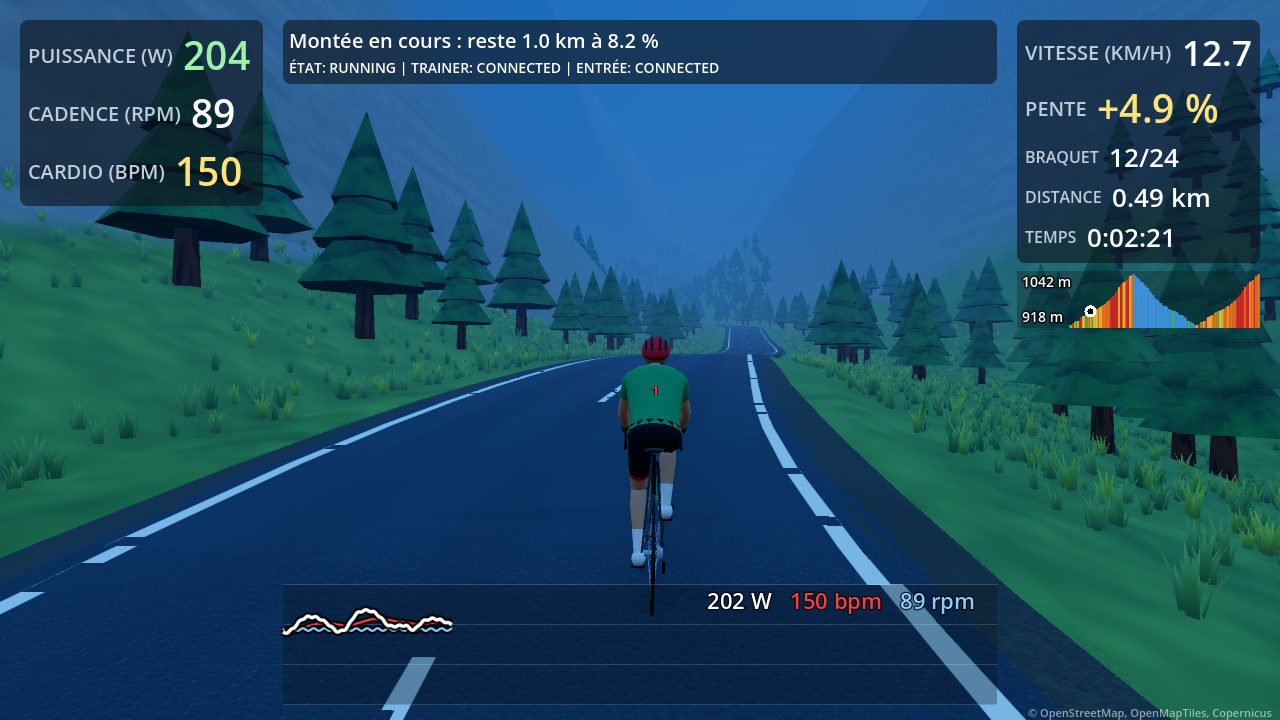 PUISSANCE (W) 204
CADENCE (RPM) 89
CARDIO (BPM) 150
Montée en cours : reste 1.0 km à 8.2 %
ÉTAT: RUNNING | TRAINER: CONNECTED | ENTRÉE: CONNECTED
VITESSE (KM/H) 12.7
PENTE +4.9 %
BRAQUET 12/24
DISTANCE 0.49 km
TEMPS 0:02:21
1042 m
918 m
1
202 W 150 bpm 89 rpm
© OpenStreetMap, OpenMapTiles, Copernicus